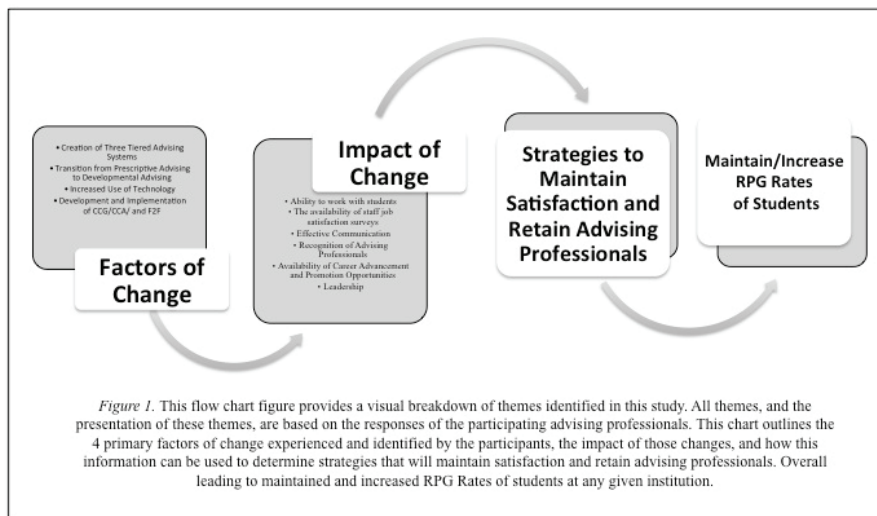 • Creation of Three Tiered Advising
Systems
• Transition from Prescriptive Advising
to Developmental Advising
• Increased Use of Technology
• Development and Implementation
of CCG/CCA/ and F2F
Factors of
Change
Impact of
Change
• Ability to work with students
• The availability of staff job
satisfaction surveys
• Effective Communication
• Recognition of Advising
Professionals
• Availability of Career Advancement
and Promotion Opportunities
• Leadership
Strategies to
Maintain
Satisfaction and
Retain Advising
Professionals
Maintain/Increase
RPG Rates
of Students
Figure 1. This flow chart figure provides a visual breakdown of themes identified in this study. All themes, and the
presentation of these themes, are based on the responses of the participating advising professionals. This chart outlines the
4 primary factors of change experienced and identified by the participants, the impact of those changes, and how this
information can be used to determine strategies that will maintain satisfaction and retain advising professionals. Overall
leading to maintained and increased RPG Rates of students at any given institution.